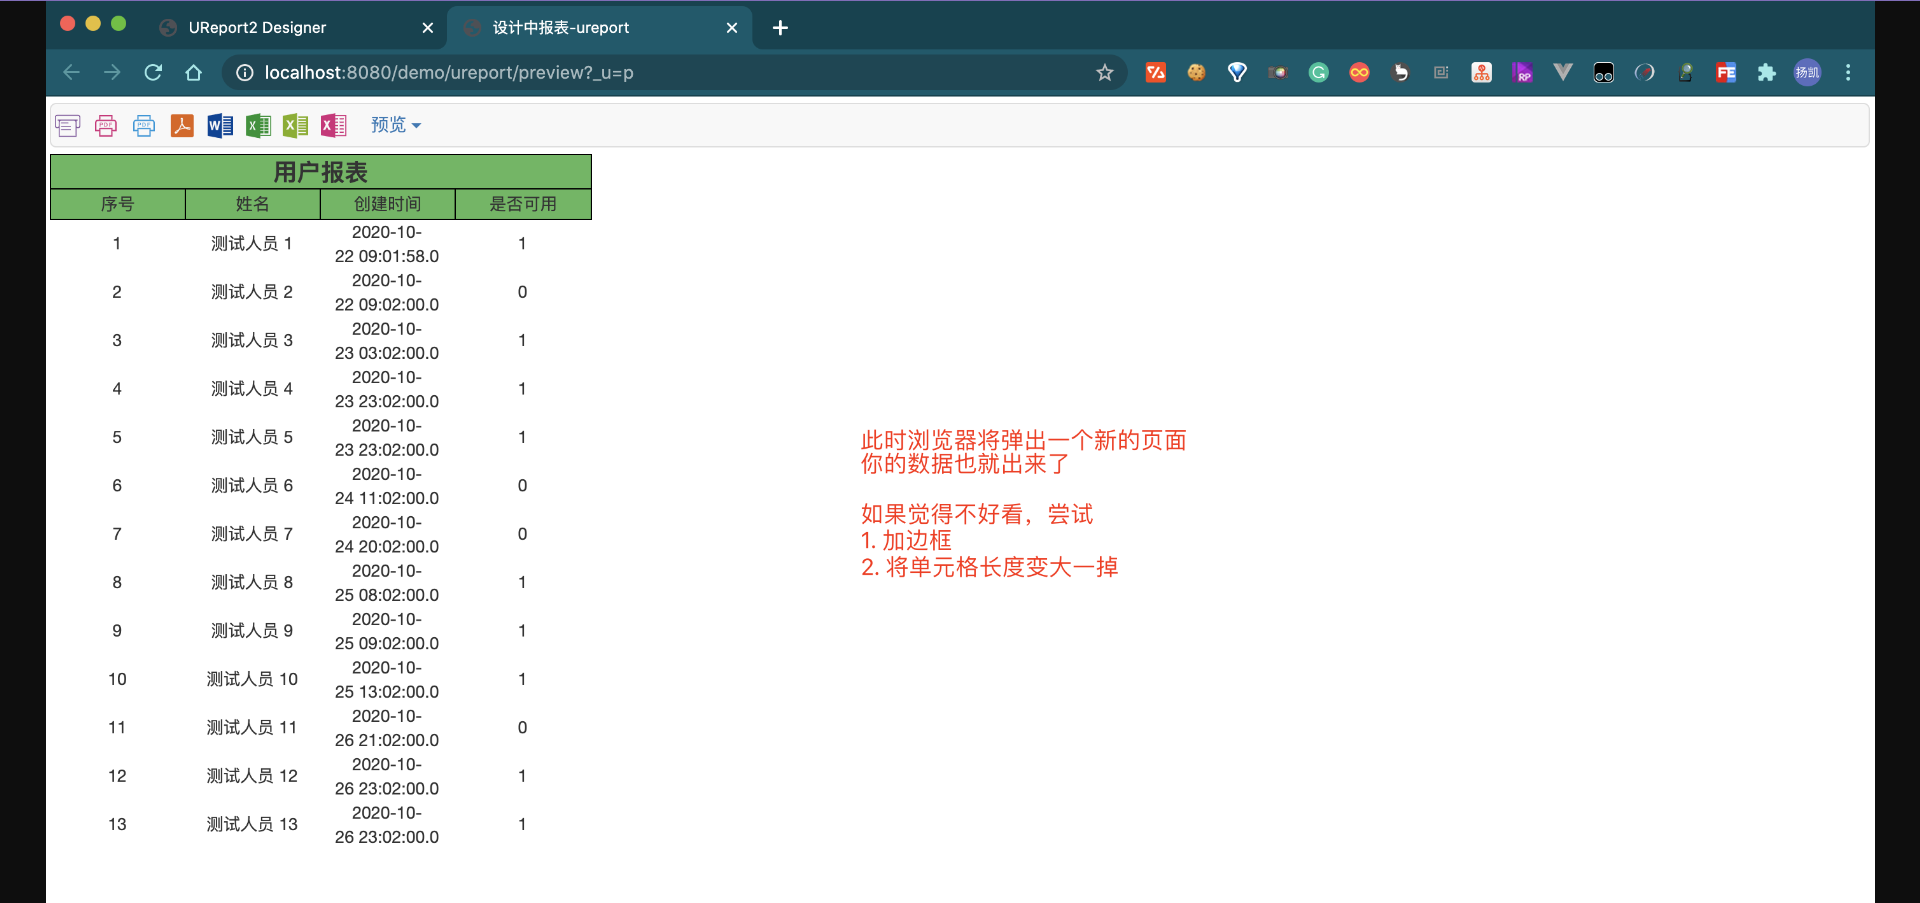 UReport2 Designer
设计中报表-ureport
localhost:8080/demo/ureport/preview?_u=p
RP
FE
扬凯
PDF
PDF
W
X
X
X
预览
用户报表
序号 姓名 创建时间 是否可用
1 测试人员 1 2020-10-
22 09:01:58.0 1
2 测试人员 2 2020-10-
22 09:02:00.0 0
3 测试人员 3 2020-10-
23 03:02:00.0 1
4 测试人员 4 2020-10-
23 23:02:00.0 1
5 测试人员 5 2020-10-
23 23:02:00.0 1
6 测试人员 6 2020-10-
24 11:02:00.0 0
7 测试人员 7 2020-10-
24 20:02:00.0 0
8 测试人员 8 2020-10-
25 08:02:00.0 1
9 测试人员 9 2020-10-
25 09:02:00.0 1
10 测试人员 10 2020-10-
25 13:02:00.0 1
11 测试人员 11 2020-10-
26 21:02:00.0 0
12 测试人员 12 2020-10-
26 23:02:00.0 1
13 测试人员 13 2020-10-
26 23:02:00.0 1
此时浏览器将弹出一个新的页面
你的数据也就出来了
如果觉得不好看，尝试
1. 加边框
2. 将单元格长度变大一掉